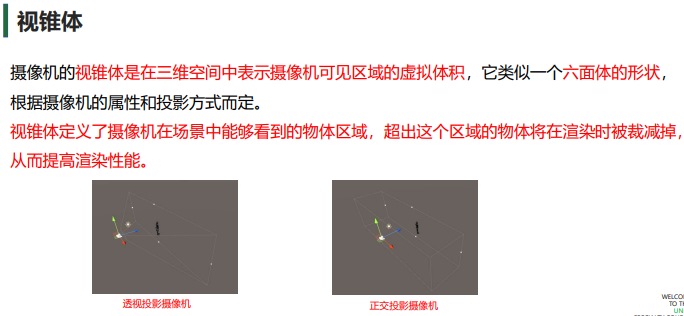 视锥体
摄像机的视锥体是在三维空间中表示摄像机可见区域的虚拟体积，它类似一个六面体的形状，
根据摄像机的属性和投影方式而定。
视锥体定义了摄像机在场景中能够看到的物体区域，超出这个区域的物体将在渲染时被裁减掉，
从而提高渲染性能。
透视投影摄像机
正交投影摄像机
WELCO
TO TH
UN